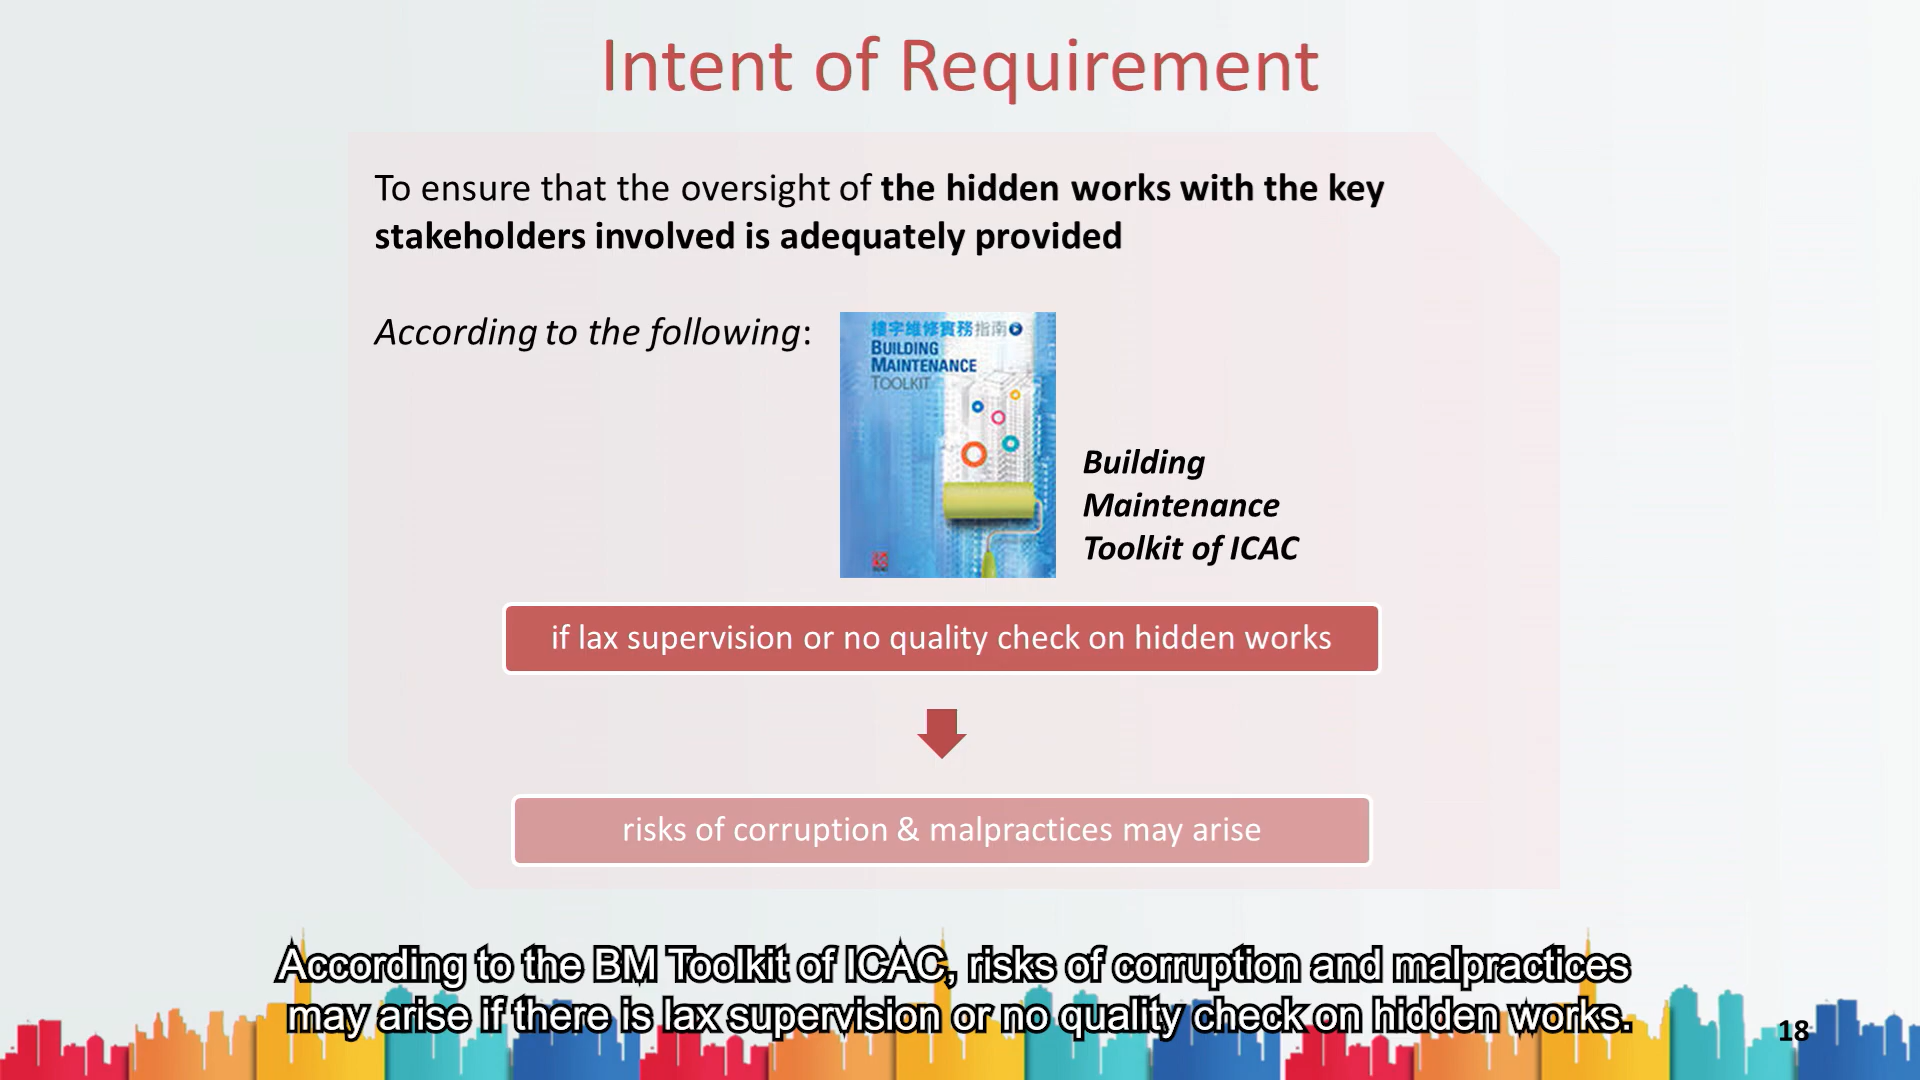 Intent of Requirement
To ensure that the oversight of the hidden works with the key
stakeholders involved is adequately provided
According to the following:
樓宇維修實務指南
BUILDING
MAINTENANCE
TOOLKIT
Building
Maintenance
Toolkit of ICAC
if lax supervision or no quality check on hidden works
risks of corruption & malpractices may arise
According to the BM Toolkit of ICAC, risks of corruption and malpractices
may arise if there is lax supervision or no quality check on hidden works.
18